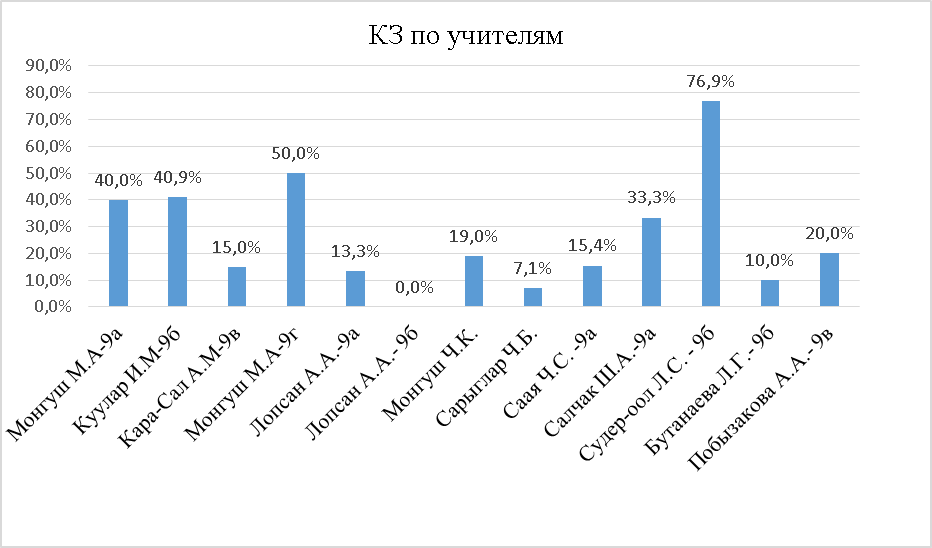 КЗ по учителям
90,0%
80,0%
70,0%
60,0%
50,0%
40,0%
30,0%
20,0%
10,0%
0,0%
40,0%
40,9%
15,0%
50,0%
13,3%
0,0%
19,0%
7,1%
15,4%
33,3%
76,9%
10,0%
20,0%
Монгуш М.А-9а
Куулар И.М-9б
Кара-Сал А.М-9в
Монгуш М.А-9г
Лопсан А.А.-9а
Лопсан А.А.- 9б
Монгуш Ч.К.
Сарыглар Ч.Б.
Саая Ч.С. -9а
Салчак Ш.А.-9а
Судер-оол Л.С. - 9б
Бутанаева Л.Г. - 9б
Побызакова А.А. - 9в